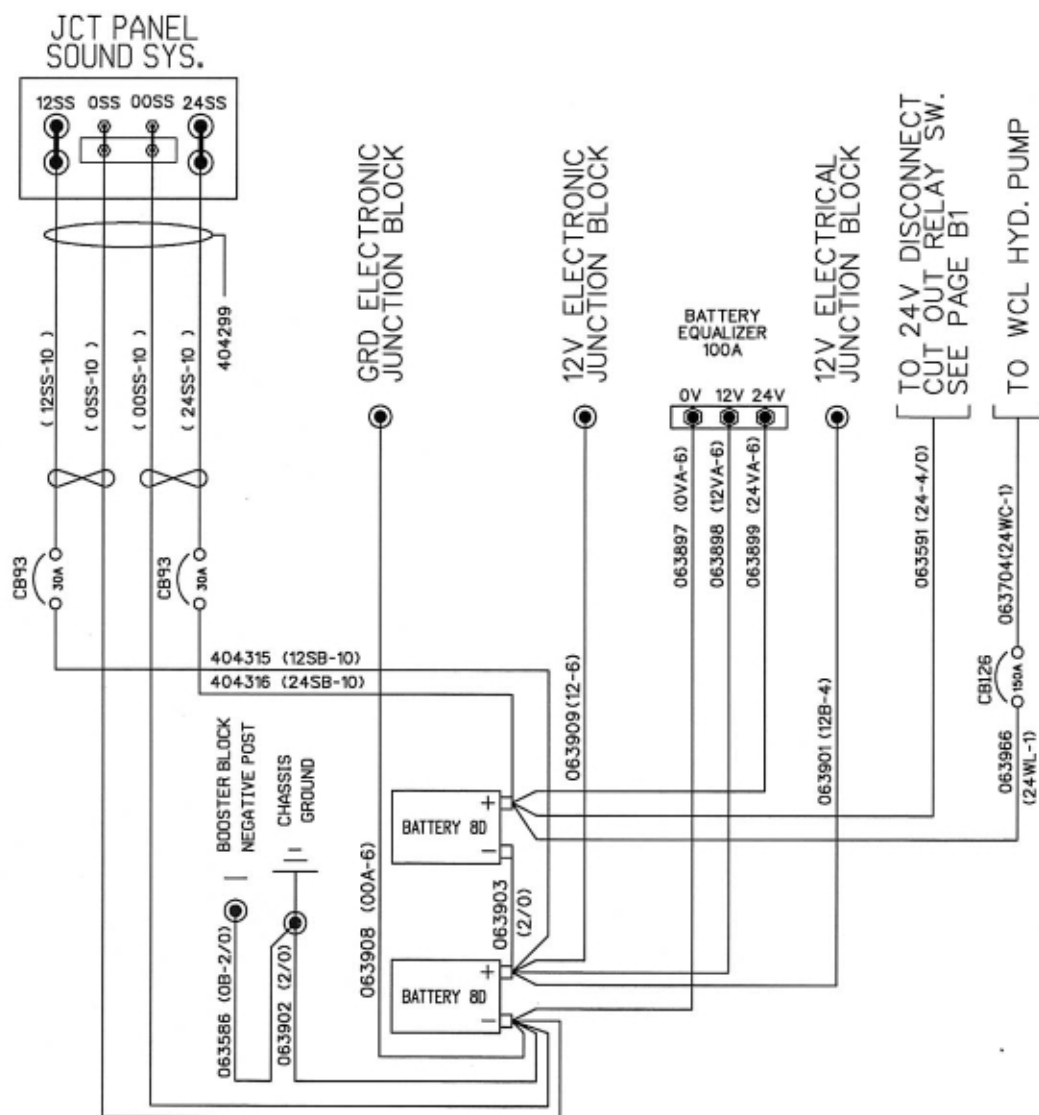 JCT PANEL
SOUND SYS.
12SS 0SS 00SS 24SS
404299
( 12SS-10 )
( 0SS-10 )
( 00SS-10 )
( 24SS-10 )
CB93
30A
CB93
30A
GRD ELECTRONIC
JUNCTION BLOCK
12V ELECTRONIC
JUNCTION BLOCK
BATTERY
EQUALIZER
100A
0V 12V 24V
12V ELECTRICAL
JUNCTION BLOCK
TO 24V DISCONNECT
CUT OUT RELAY SW.
SEE PAGE B1
TO WCL HYD. PUMP
063897 (0VA-6)
063898 (12VA-6)
063899 (24VA-6)
063591 (24-4/0)
063704(24WC-1)
CB126
150A
063966
(24WL-1)
404315 (12SB-10)
404316 (24SB-10)
063909(12-6)
063901 (12B-4)
BOOSTER BLOCK
NEGATIVE POST
CHASSIS
GROUND
063586 (0B-2/0)
063902 (2/0)
063908 (00A-6)
BATTERY 8D
+
−
063903
(2/0)
BATTERY 8D
+
−